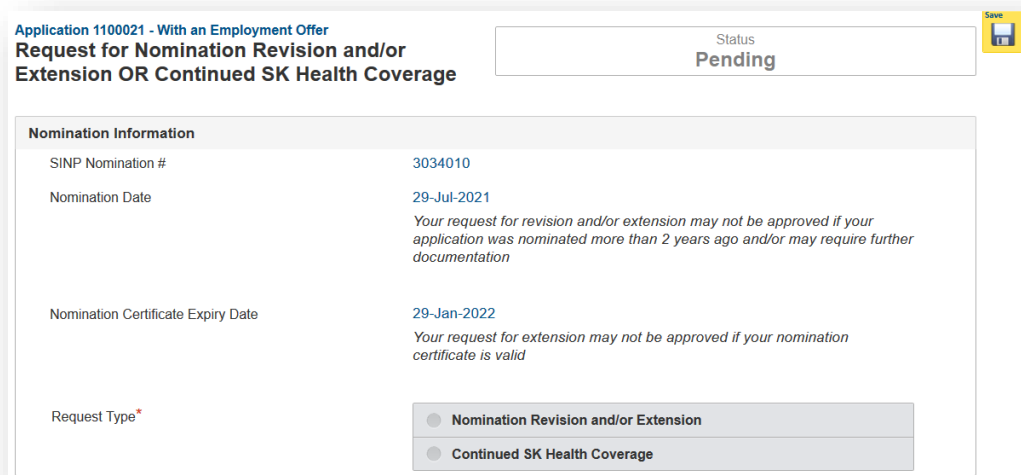 Save
Application 1100021 - With an Employment Offer
Request for Nomination Revision and/or
Extension OR Continued SK Health Coverage
Status
Pending
Nomination Information
SINP Nomination # 3034010
Nomination Date 29-Jul-2021
Your request for revision and/or extension may not be approved if your
application was nominated more than 2 years ago and/or may require further
documentation
Nomination Certificate Expiry Date 29-Jan-2022
Your request for extension may not be approved if your nomination
certificate is valid
Request Type* Nomination Revision and/or Extension
Continued SK Health Coverage